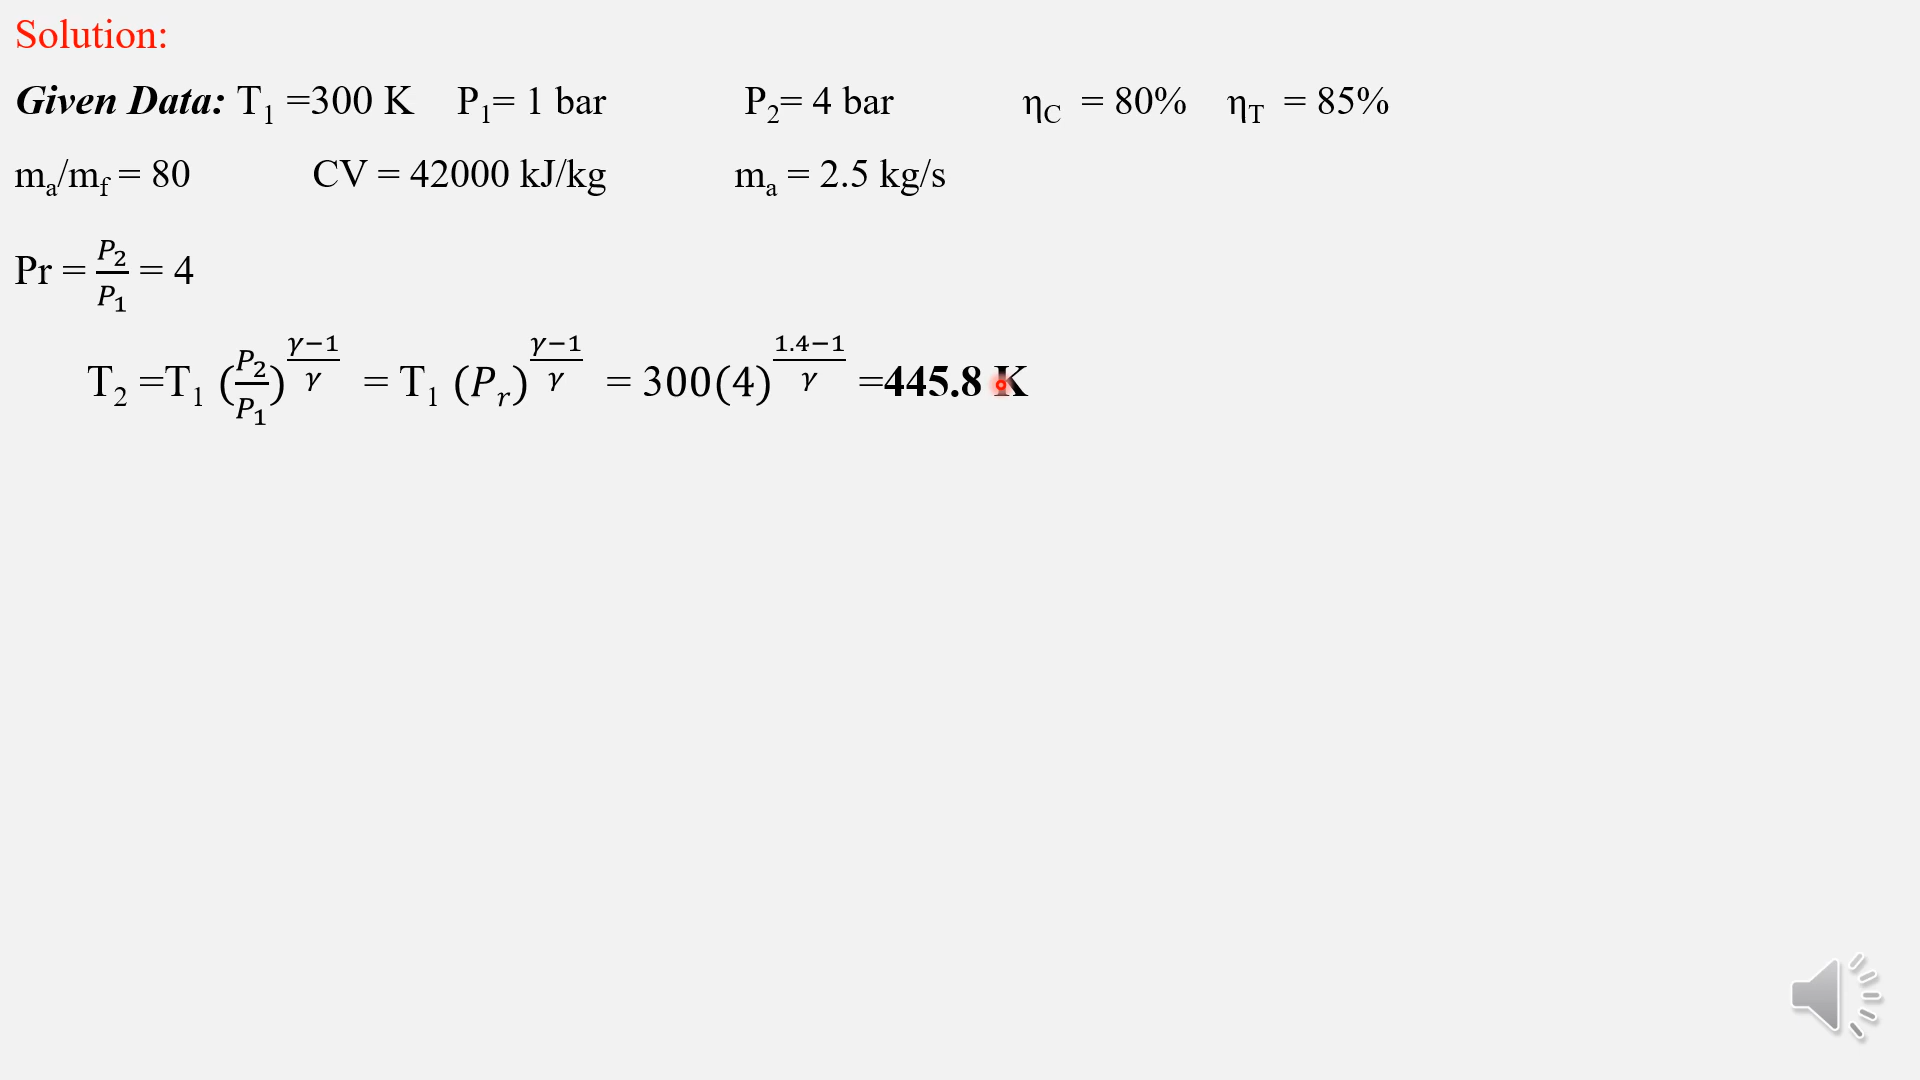 Solution:
Given Data: T₁ =300 K P₁= 1 bar P₂= 4 bar ηC = 80% ηT = 85%
mₐ/m_f = 80 CV = 42000 kJ/kg mₐ = 2.5 kg/s
Pr = P₂/P₁ = 4
T₂ =T₁ (P₂/P₁)^((γ−1)/γ) = T₁ (Pᵣ)^((γ−1)/γ) = 300(4)^((1.4−1)/γ) =445.8 K